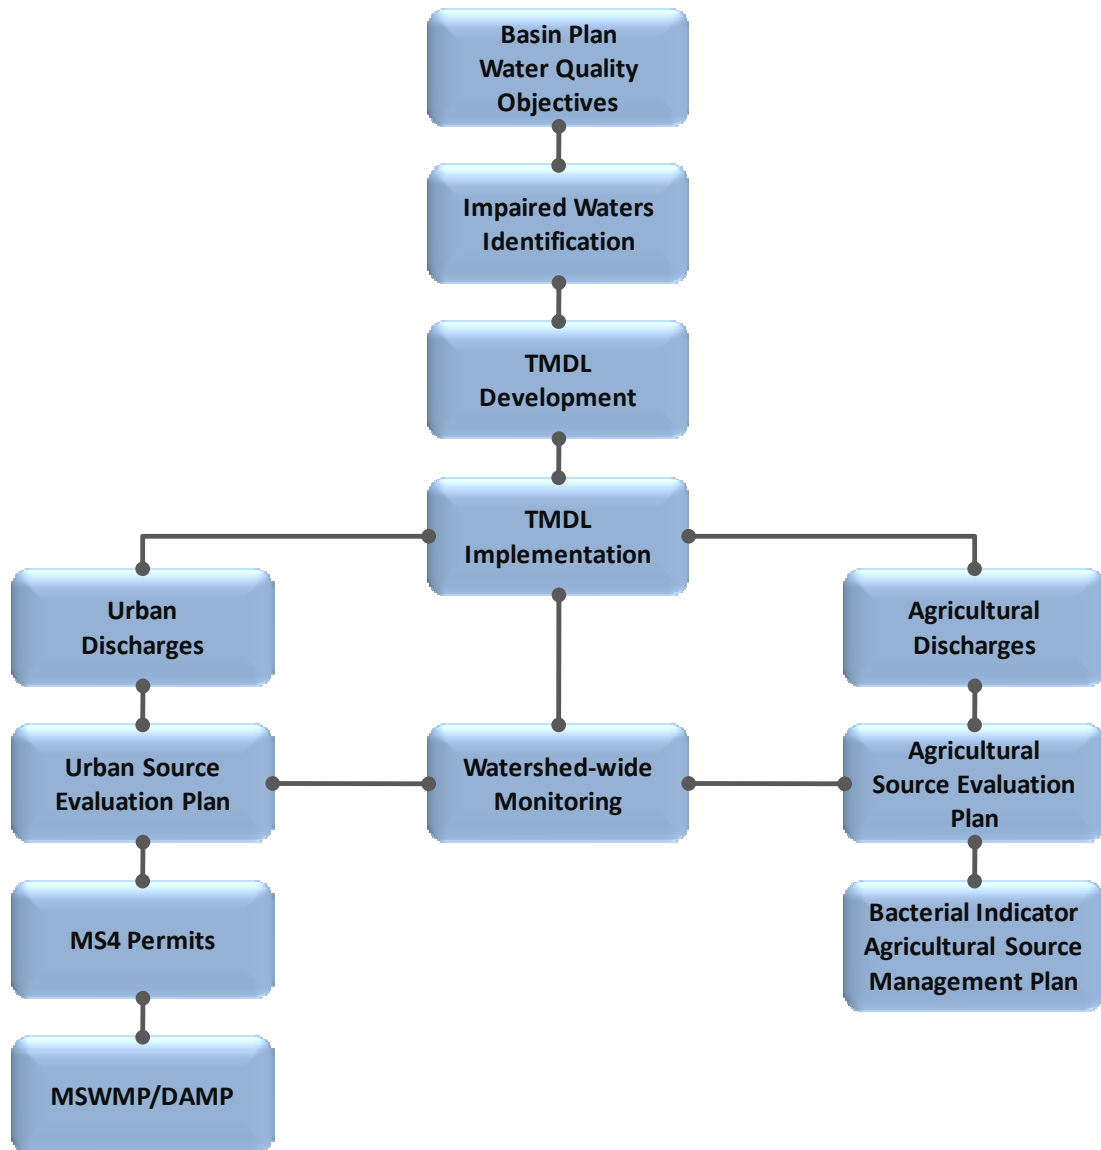 Basin Plan
Water Quality
Objectives
Impaired Waters
Identification
TMDL
Development
TMDL
Implementation
Urban
Discharges
Agricultural
Discharges
Urban Source
Evaluation Plan
Watershed-wide
Monitoring
Agricultural
Source Evaluation
Plan
MS4 Permits
Bacterial Indicator
Agricultural Source
Management Plan
MSWMP/DAMP